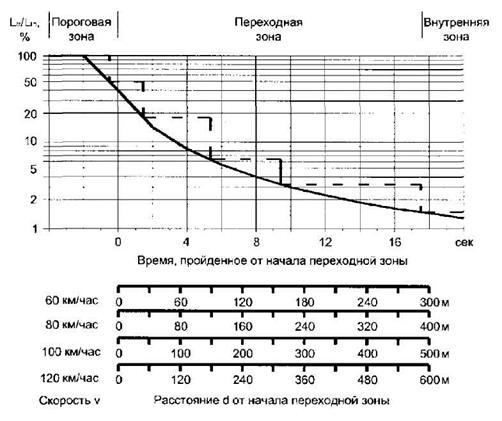 Пороговая зона
Переходная зона
Внутренняя зона
%
100
50
20
10
5
2
1
0 4 8 12 16 сек
Время, пройденное от начала переходной зоны
60 км/час 0 60 120 180 240 300 м
80 км/час 0 80 160 240 320 400 м
100 км/час 0 100 200 300 400 500 м
120 км/час 0 120 240 360 480 600 м
Скорость v Расстояние d от начала переходной зоны